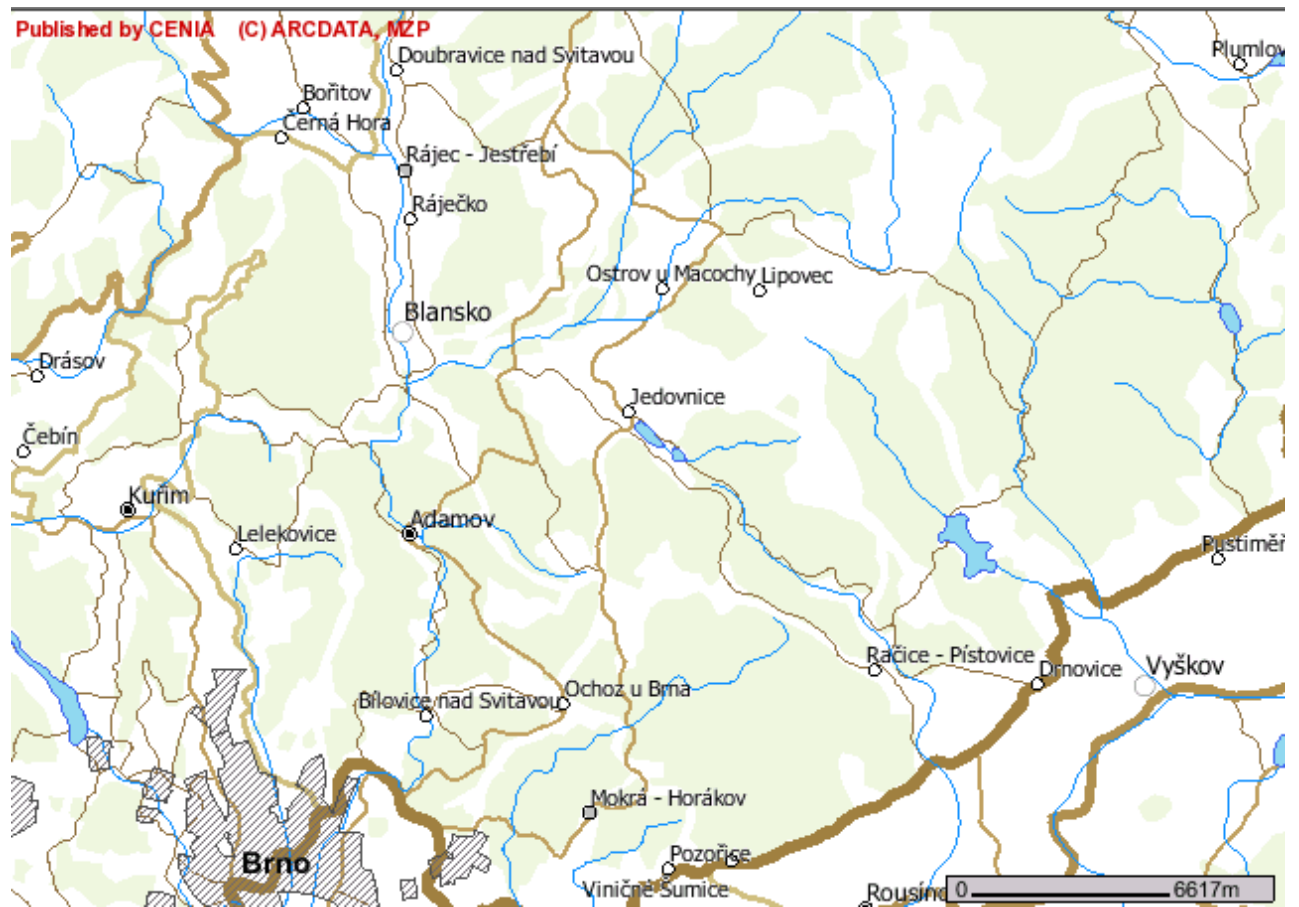 Published by CENIA (C) ARCDATA, MZP
Doubravice nad Svitavou
Plumlov
Bořitov
Černá Hora
Rájec - Jestřebí
Ráječko
Ostrov u Macochy
Lipovec
Blansko
Drásov
Jedovnice
Čebín
Kuřim
Adamov
Lelekovice
Pustiměř
Račice - Pístovice
Drnovice
Vyškov
Ochoz u Brna
Bílovice nad Svitavou
Mokrá - Horákov
Brno
Pozořice
Viničné Šumice
Rousíno
0 6617m